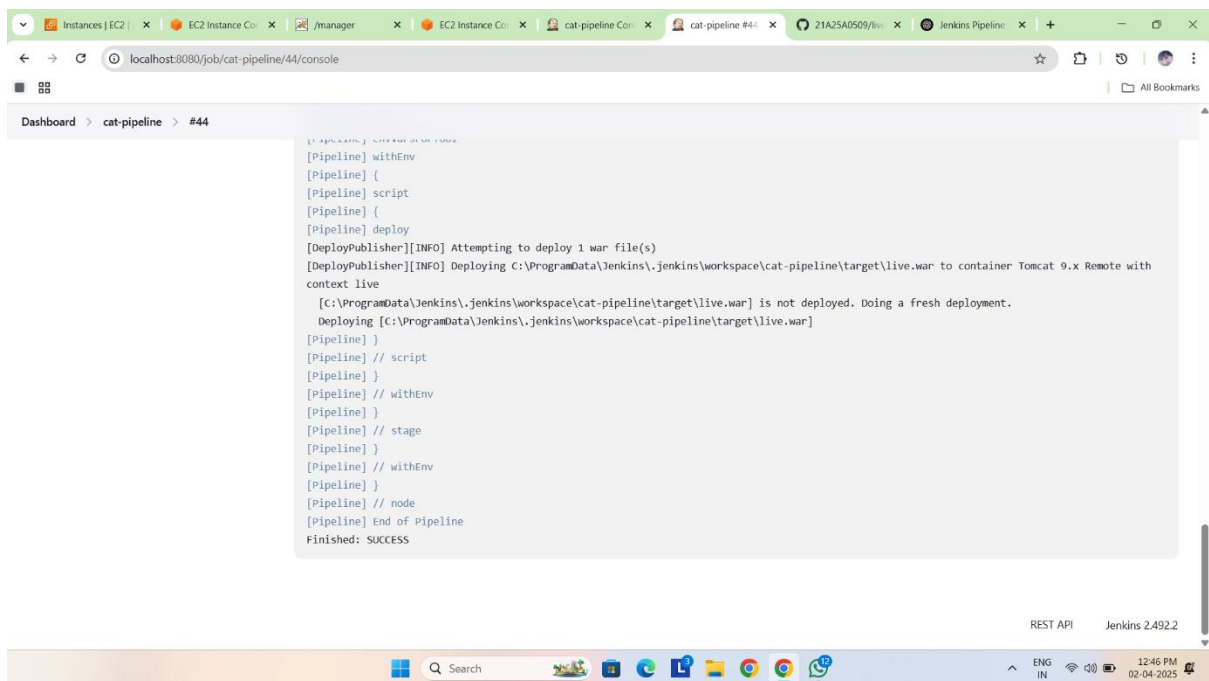 Instances | EC2 |
EC2 Instance Co
/manager
EC2 Instance Co
cat-pipeline Con
cat-pipeline #44
21A25A0509/liv
Jenkins Pipeline
localhost:8080/job/cat-pipeline/44/console
All Bookmarks
Dashboard > cat-pipeline > #44
[Pipeline] envVarsForTool
[Pipeline] withEnv
[Pipeline] {
[Pipeline] script
[Pipeline] {
[Pipeline] deploy
[DeployPublisher][INFO] Attempting to deploy 1 war file(s)
[DeployPublisher][INFO] Deploying C:\ProgramData\Jenkins\.jenkins\workspace\cat-pipeline\target\live.war to container Tomcat 9.x Remote with
context live
[C:\ProgramData\Jenkins\.jenkins\workspace\cat-pipeline\target\live.war] is not deployed. Doing a fresh deployment.
Deploying [C:\ProgramData\Jenkins\.jenkins\workspace\cat-pipeline\target\live.war]
[Pipeline] }
[Pipeline] // script
[Pipeline] }
[Pipeline] // withEnv
[Pipeline] }
[Pipeline] // stage
[Pipeline] }
[Pipeline] // withEnv
[Pipeline] }
[Pipeline] // node
[Pipeline] End of Pipeline
Finished: SUCCESS
REST API
Jenkins 2.492.2
Search
3
12
ENG
IN
12:46 PM
02-04-2025